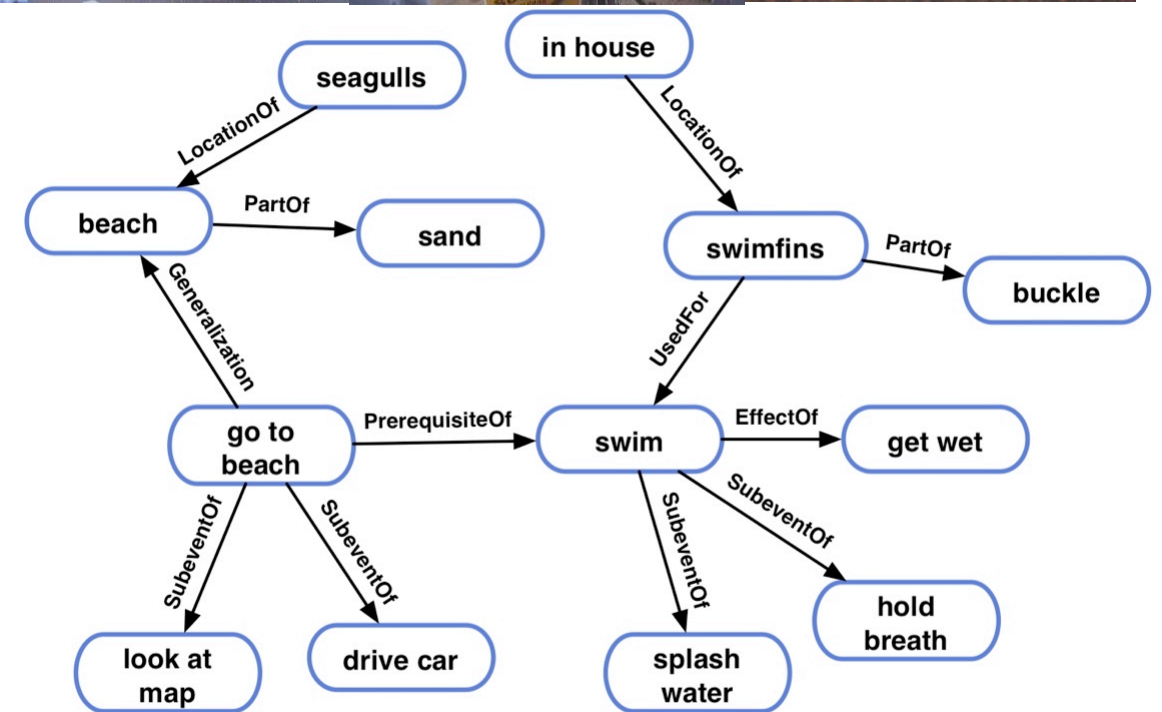 in house
seagulls
LocationOf
LocationOf
beach
PartOf
sand
swimfins
PartOf
buckle
Generalization
UsedFor
go to
beach
PrerequisiteOf
swim
EffectOf
get wet
SubeventOf
SubeventOf
SubeventOf
SubeventOf
hold
breath
look at
map
drive car
splash
water